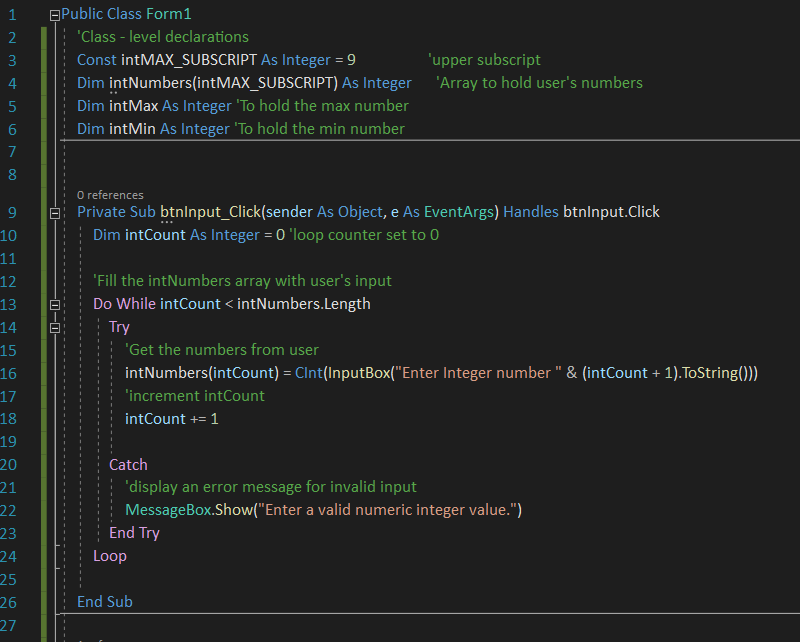 1 Public Class Form1
2 'Class - level declarations
3 Const intMAX_SUBSCRIPT As Integer = 9 'upper subscript
4 Dim intNumbers(intMAX_SUBSCRIPT) As Integer 'Array to hold user's numbers
5 Dim intMax As Integer 'To hold the max number
6 Dim intMin As Integer 'To hold the min number
7
8
0 references
9 Private Sub btnInput_Click(sender As Object, e As EventArgs) Handles btnInput.Click
10 Dim intCount As Integer = 0 'loop counter set to 0
11
12 'Fill the intNumbers array with user's input
13 Do While intCount < intNumbers.Length
14 Try
15 'Get the numbers from user
16 intNumbers(intCount) = CInt(InputBox("Enter Integer number " & (intCount + 1).ToString()))
17 'increment intCount
18 intCount += 1
19
20 Catch
21 'display an error message for invalid input
22 MessageBox.Show("Enter a valid numeric integer value.")
23 End Try
24 Loop
25
26 End Sub
27